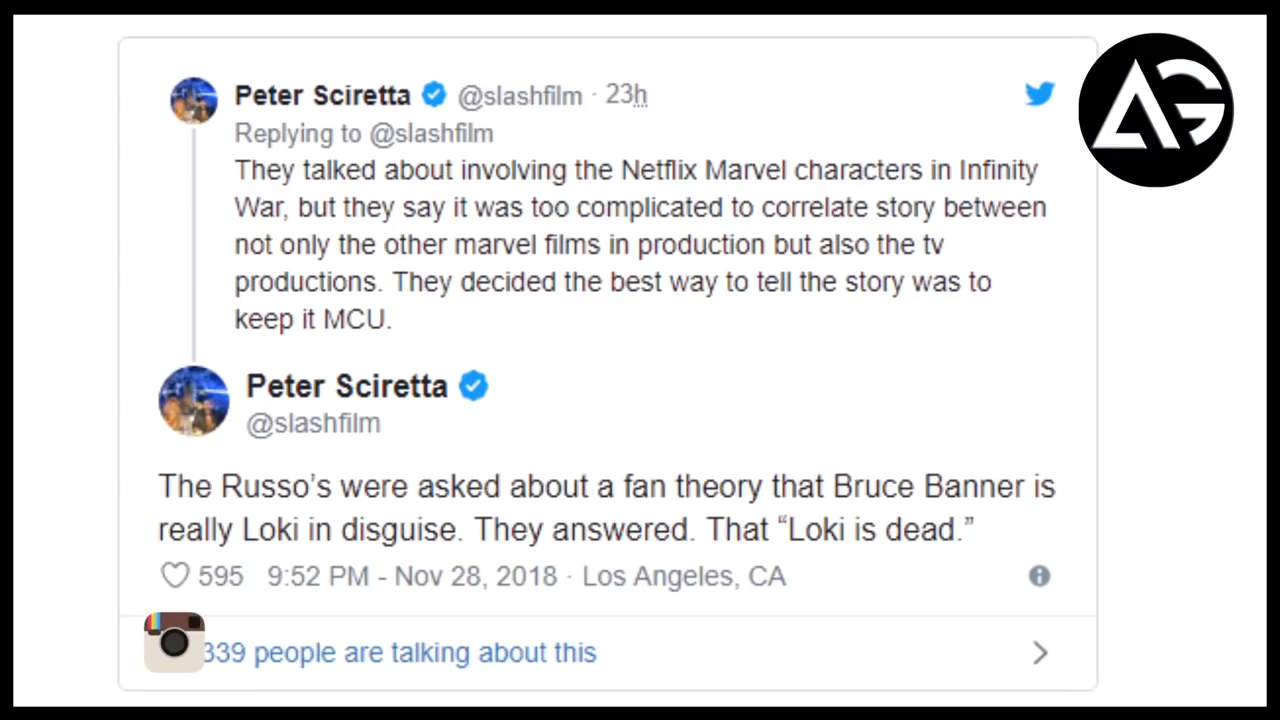 Peter Sciretta @slashfilm · 23h
Replying to @slashfilm
They talked about involving the Netflix Marvel characters in Infinity
War, but they say it was too complicated to correlate story between
not only the other marvel films in production but also the tv
productions. They decided the best way to tell the story was to
keep it MCU.
Peter Sciretta
@slashfilm
The Russo’s were asked about a fan theory that Bruce Banner is
really Loki in disguise. They answered. That “Loki is dead.”
595 9:52 PM - Nov 28, 2018 · Los Angeles, CA
339 people are talking about this
AG